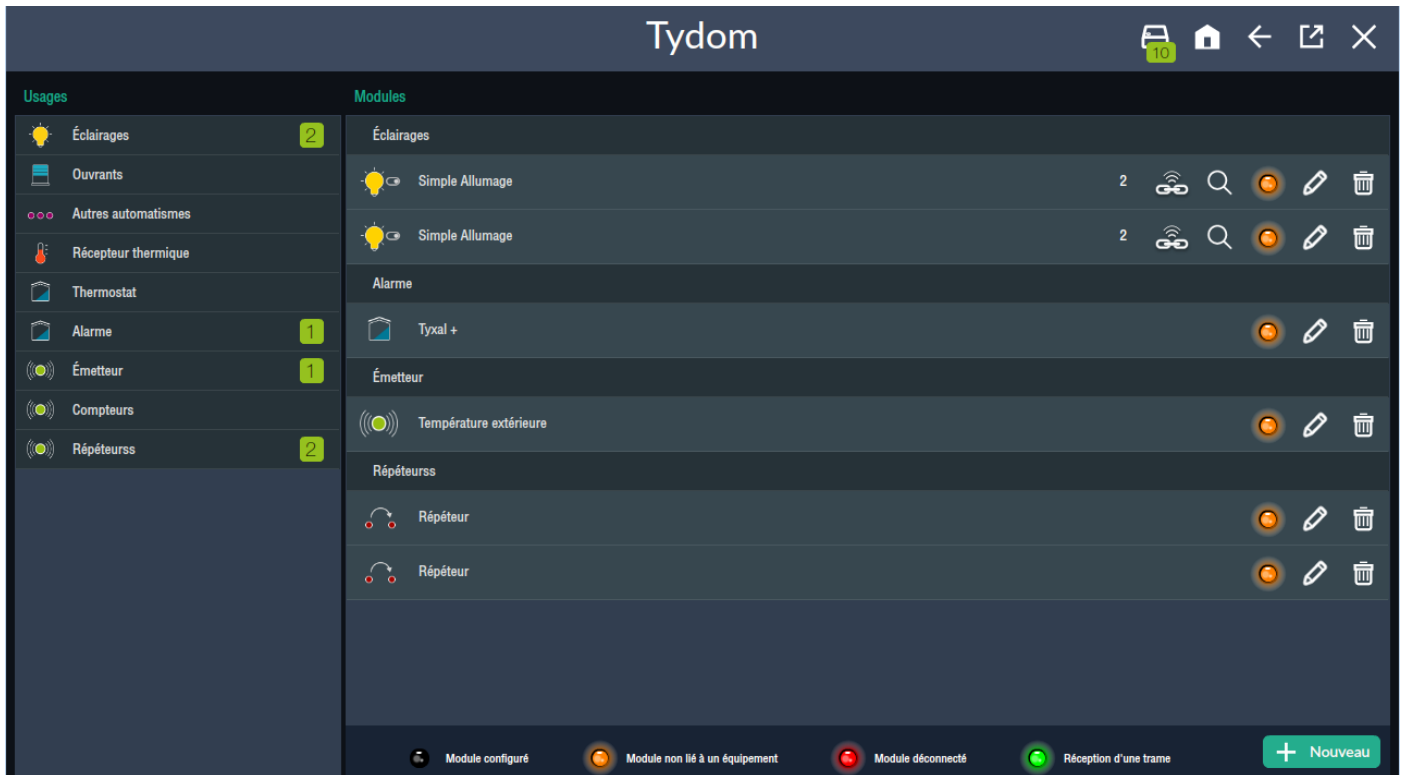 Tydom
10
Usages
Modules
Éclairages 2
Ouvrants
Autres automatismes
Récepteur thermique
Thermostat
Alarme 1
Émetteur 1
Compteurs
Répéteurss 2
Éclairages
Simple Allumage 2
Simple Allumage 2
Alarme
Tyxal +
Émetteur
Température extérieure
Répéteurss
Répéteur
Répéteur
Module configuré
Module non lié à un équipement
Module déconnecté
Réception d'une trame
Nouveau